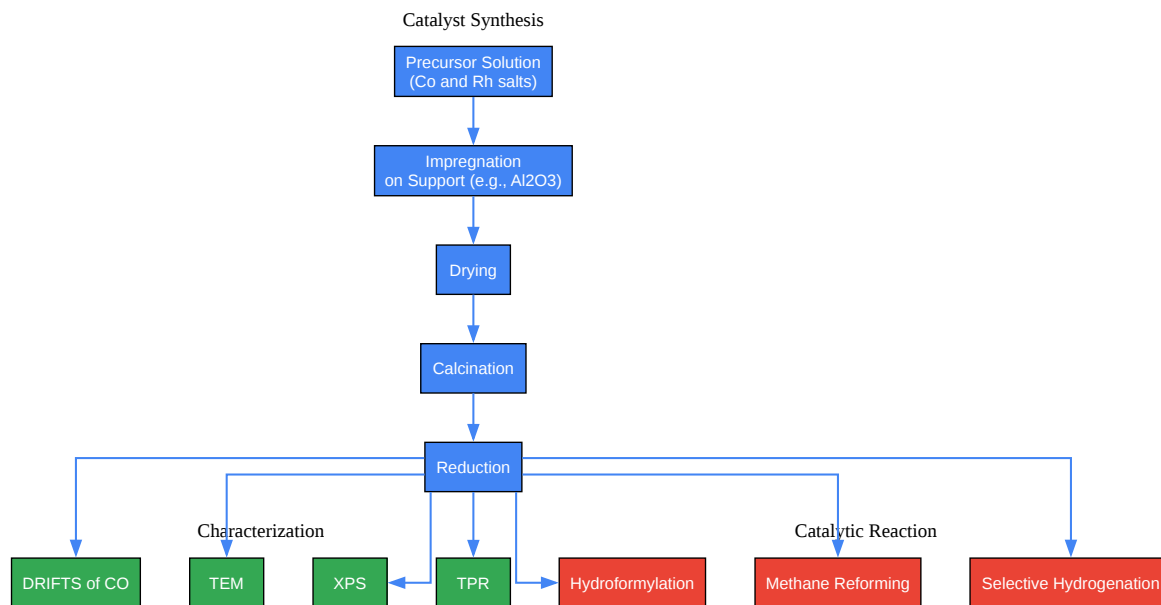 Catalyst Synthesis
Precursor Solution
(Co and Rh salts)
Impregnation
on Support (e.g., Al2O3)
Drying
Calcination
Reduction
Characterization
Catalytic Reaction
DRIFTS of CO
TEM
XPS
TPR
Hydroformylation
Methane Reforming
Selective Hydrogenation